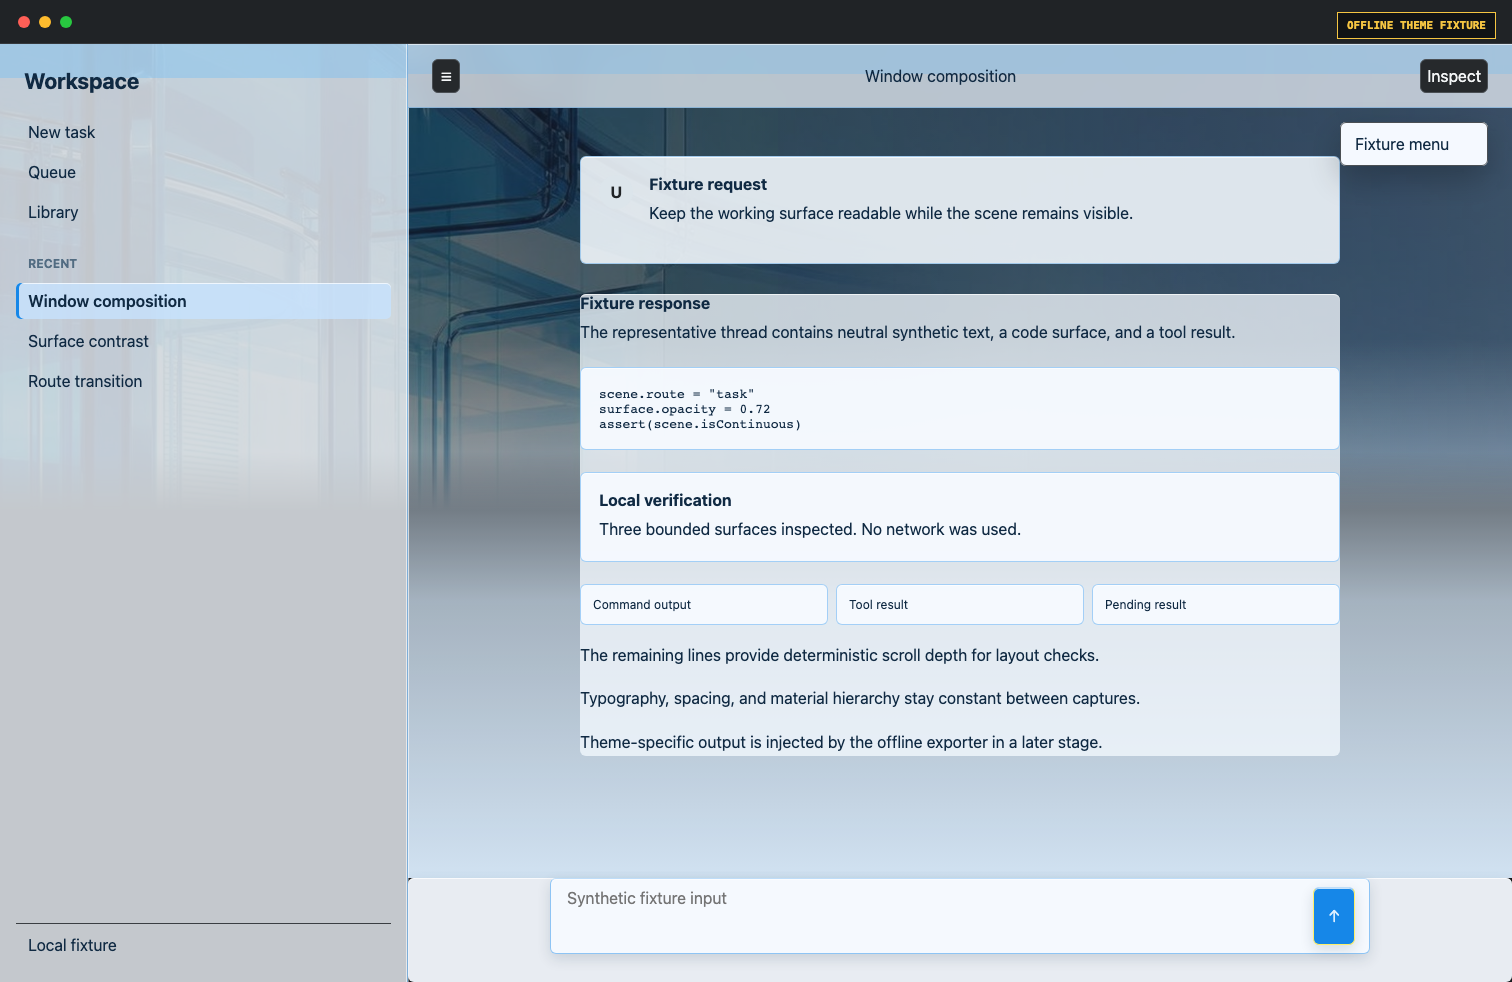 OFFLINE THEME FIXTURE
Workspace
New task
Queue
Library
RECENT
Window composition
Surface contrast
Route transition
Local fixture
Window composition
Inspect
Fixture menu
U
Fixture request
Keep the working surface readable while the scene remains visible.
Fixture response
The representative thread contains neutral synthetic text, a code surface, and a tool result.
scene.route = "task"
surface.opacity = 0.72
assert(scene.isContinuous)
Local verification
Three bounded surfaces inspected. No network was used.
Command output
Tool result
Pending result
The remaining lines provide deterministic scroll depth for layout checks.
Typography, spacing, and material hierarchy stay constant between captures.
Theme-specific output is injected by the offline exporter in a later stage.
Synthetic fixture input